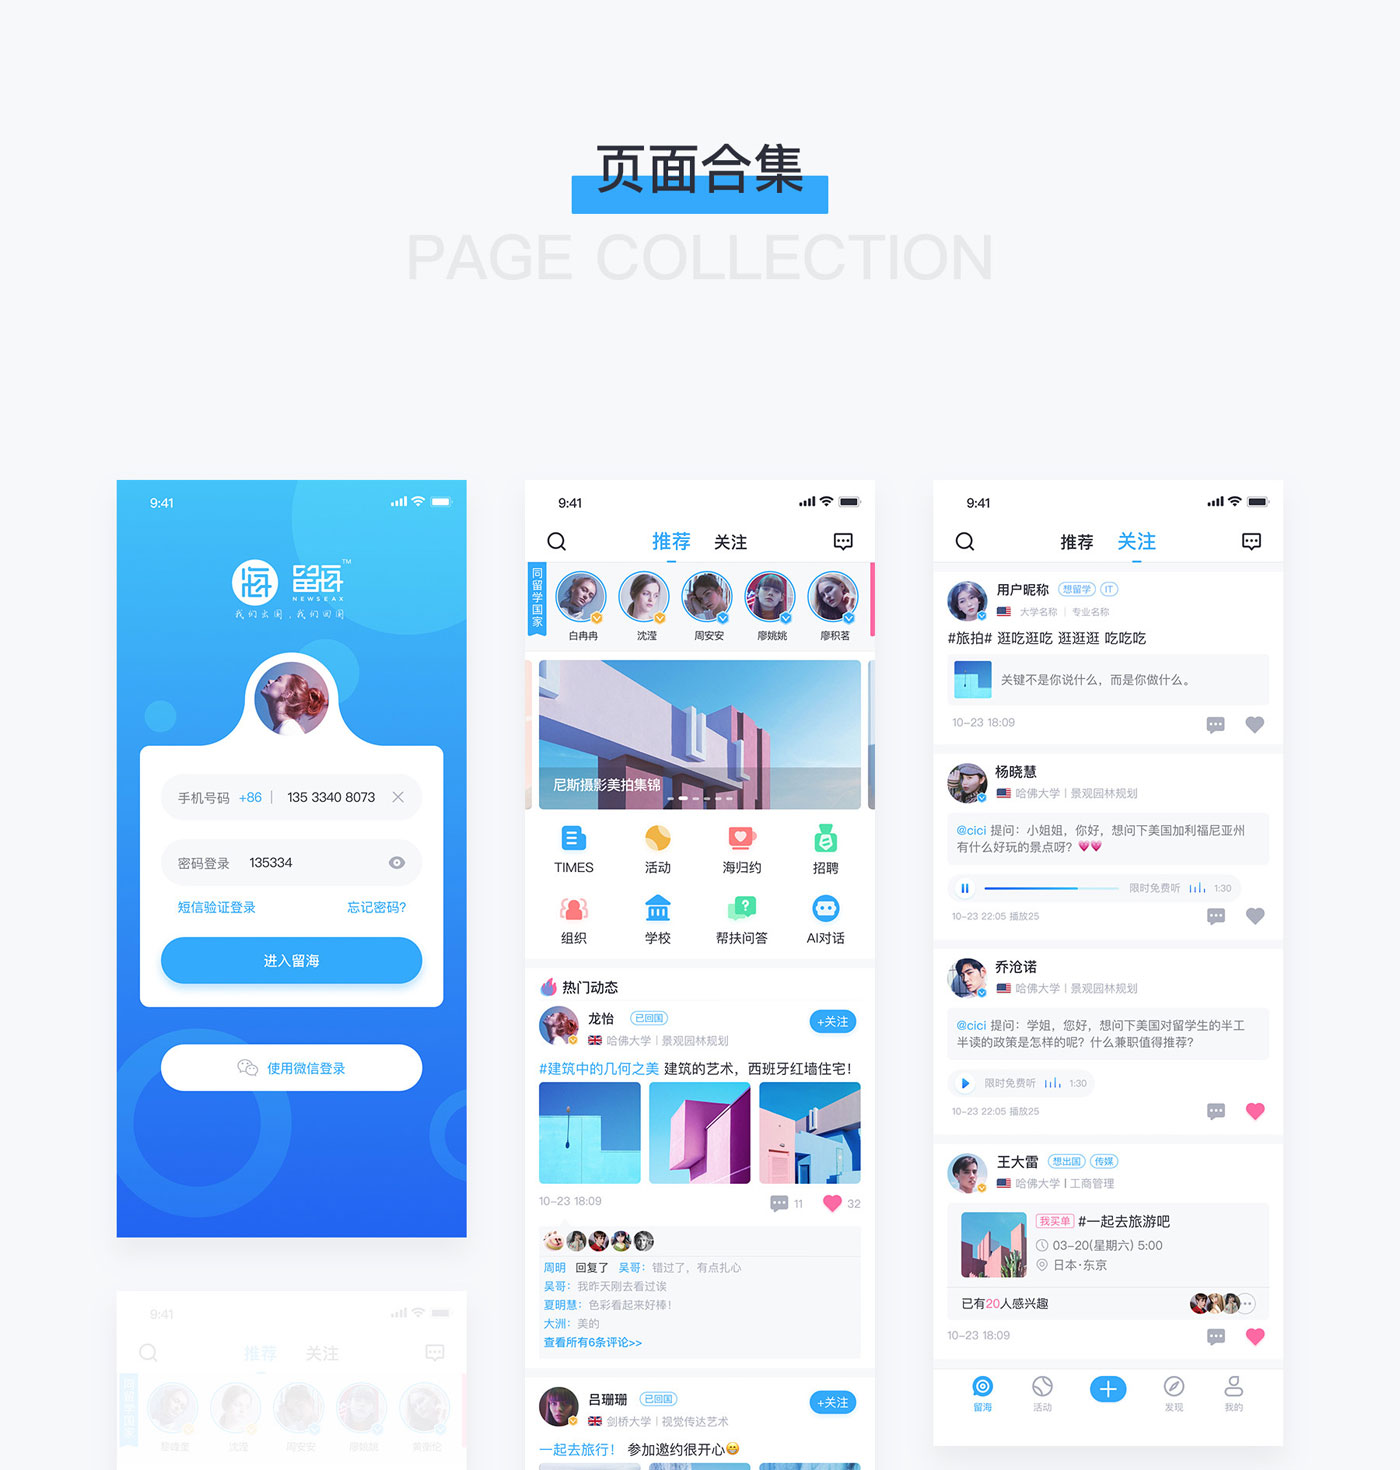 页面合集
PAGE COLLECTION
9:41
留海 TM
NEWSEAX
我们出国，我们回国
手机号码 +86 | 135 3340 8073
密码登录 135334
短信验证登录 忘记密码?
进入留海
使用微信登录
9:41
推荐 关注
同留学国家
沈滢 周安安 廖姚姚
9:41
推荐 关注
同留学国家
白冉冉 沈滢 周安安 廖姚姚 廖积茗
尼斯摄影美拍集锦
TIMES 活动 海归约 招聘
组织 学校 帮扶问答 AI对话
热门动态
龙怡 已回国 +关注
哈佛大学 | 景观园林规划
#建筑中的几何之美 建筑的艺术，西班牙红墙住宅！
10-23 18:09 11 32
周明 回复了 吴哥：错过了，有点扎心
吴哥：我昨天刚去看过诶
夏明慧：色彩看起来好棒！
大洲：美的
查看所有6条评论>>
吕珊珊 已回国 +关注
剑桥大学 | 视觉传达艺术
一起去旅行！ 参加邀约很开心😁
9:41
推荐 关注
用户昵称 想留学 IT
大学名称 | 专业名称
#旅拍# 逛吃逛吃 逛逛逛 吃吃吃
关键不是你说什么，而是你做什么。
10-23 18:09
杨晓慧
哈佛大学 | 景观园林规划
@cici 提问：小姐姐，你好，想问下美国加利福尼亚州
有什么好玩的景点呀？💗💗
限时免费听 1:30
10-23 22:05 播放25
乔沧诺
哈佛大学 | 景观园林规划
@cici 提问：学姐，您好，想问下美国对留学生的半工
半读的政策是怎样的呢？什么兼职值得推荐？
限时免费听 1:30
10-23 22:05 播放25
王大雷 想出国 传媒
哈佛大学 | 工商管理
我买单 #一起去旅游吧
03-20(星期六) 5:00
日本·东京
已有20人感兴趣
10-23 18:09
留海 活动 发现 我的